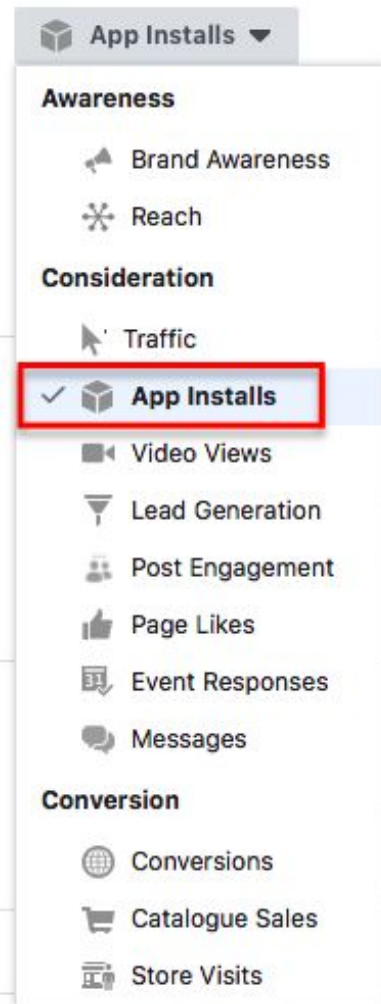 App Installs
Awareness
Brand Awareness
Reach
Consideration
Traffic
App Installs
Video Views
Lead Generation
Post Engagement
Page Likes
31 Event Responses
Messages
Conversion
Conversions
Catalogue Sales
Store Visits